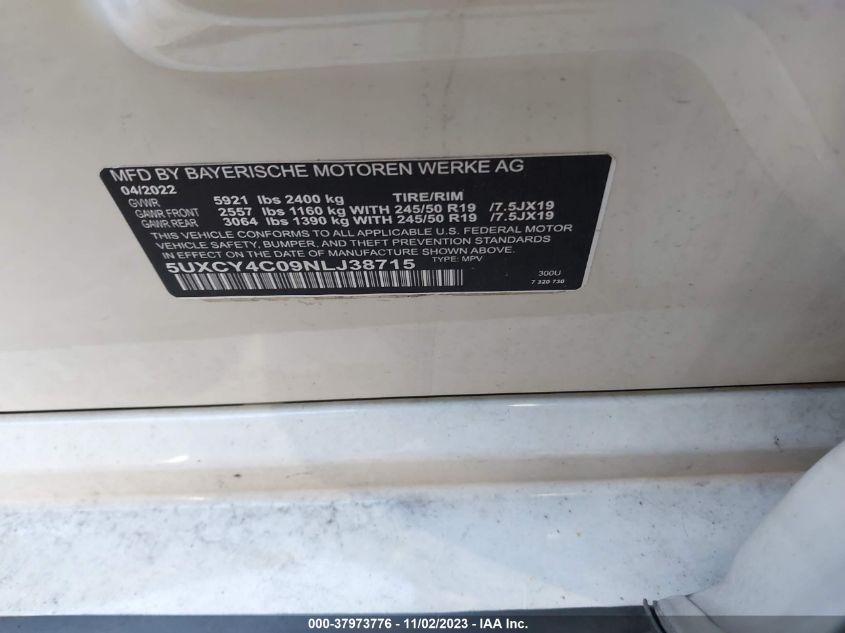 MFD BY BAYERISCHE MOTOREN WERKE AG
04/2022
GVWR 5921 lbs 2400 kg TIRE/RIM
GAWR FRONT 2557 lbs 1160 kg WITH 245/50 R19 /7.5JX19
GAWR REAR 3064 lbs 1390 kg WITH 245/50 R19 /7.5JX19
THIS VEHICLE CONFORMS TO ALL APPLICABLE U.S. FEDERAL MOTOR
VEHICLE SAFETY, BUMPER, AND THEFT PREVENTION STANDARDS
IN EFFECT ON THE DATE OF MANUFACTURE SHOWN ABOVE.
5UXCY4C09NLJ38715 TYPE: MPV
300U
7 320 730
000-37973776 - 11/02/2023 - IAA Inc.